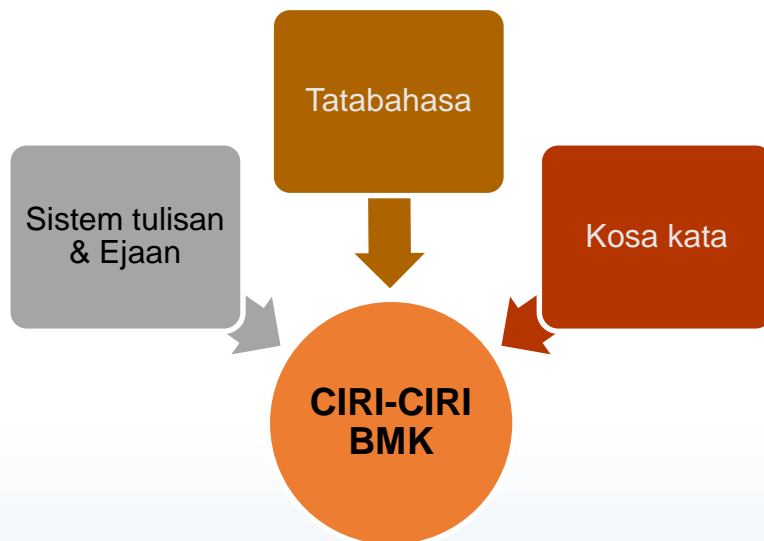 Tatabahasa
Sistem tulisan
& Ejaan
Kosa kata
CIRI-CIRI
BMK